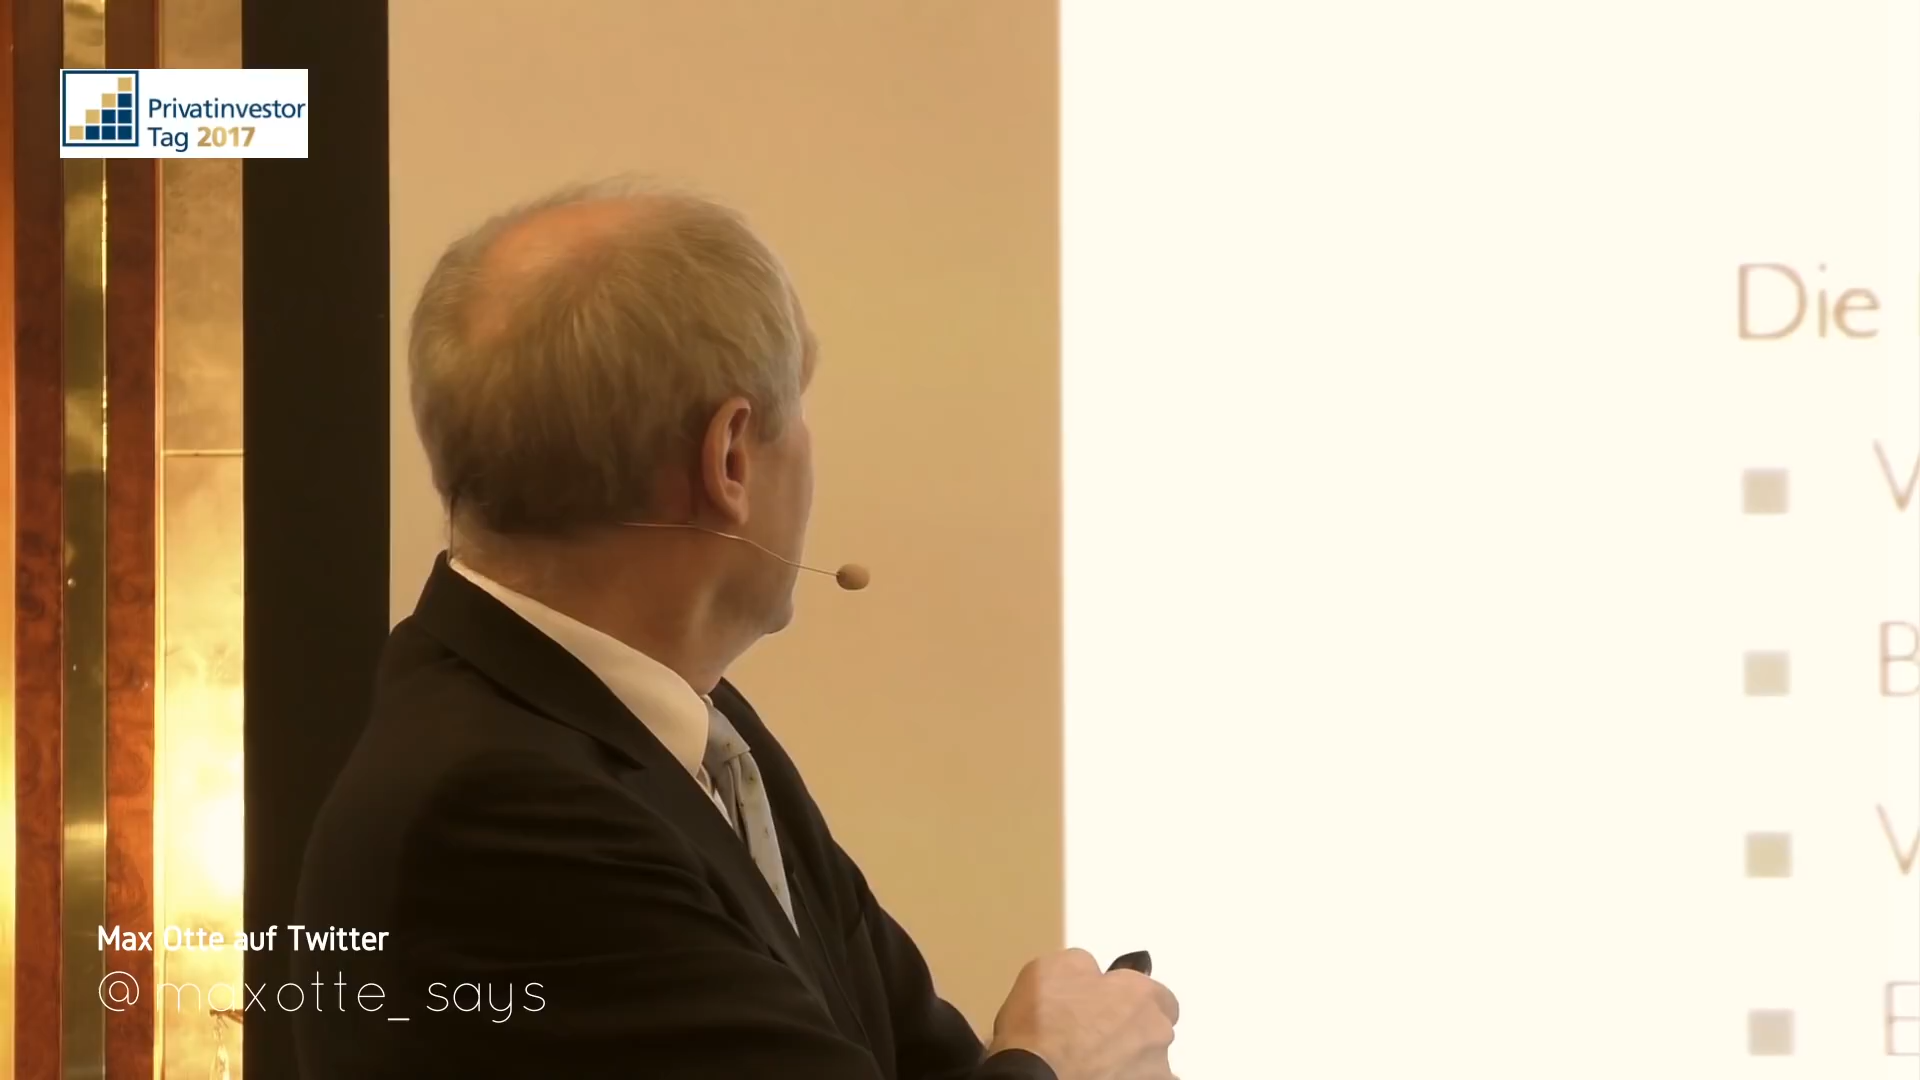 Privatinvestor
Tag 2017
Die
Max Otte auf Twitter
@maxotte_says